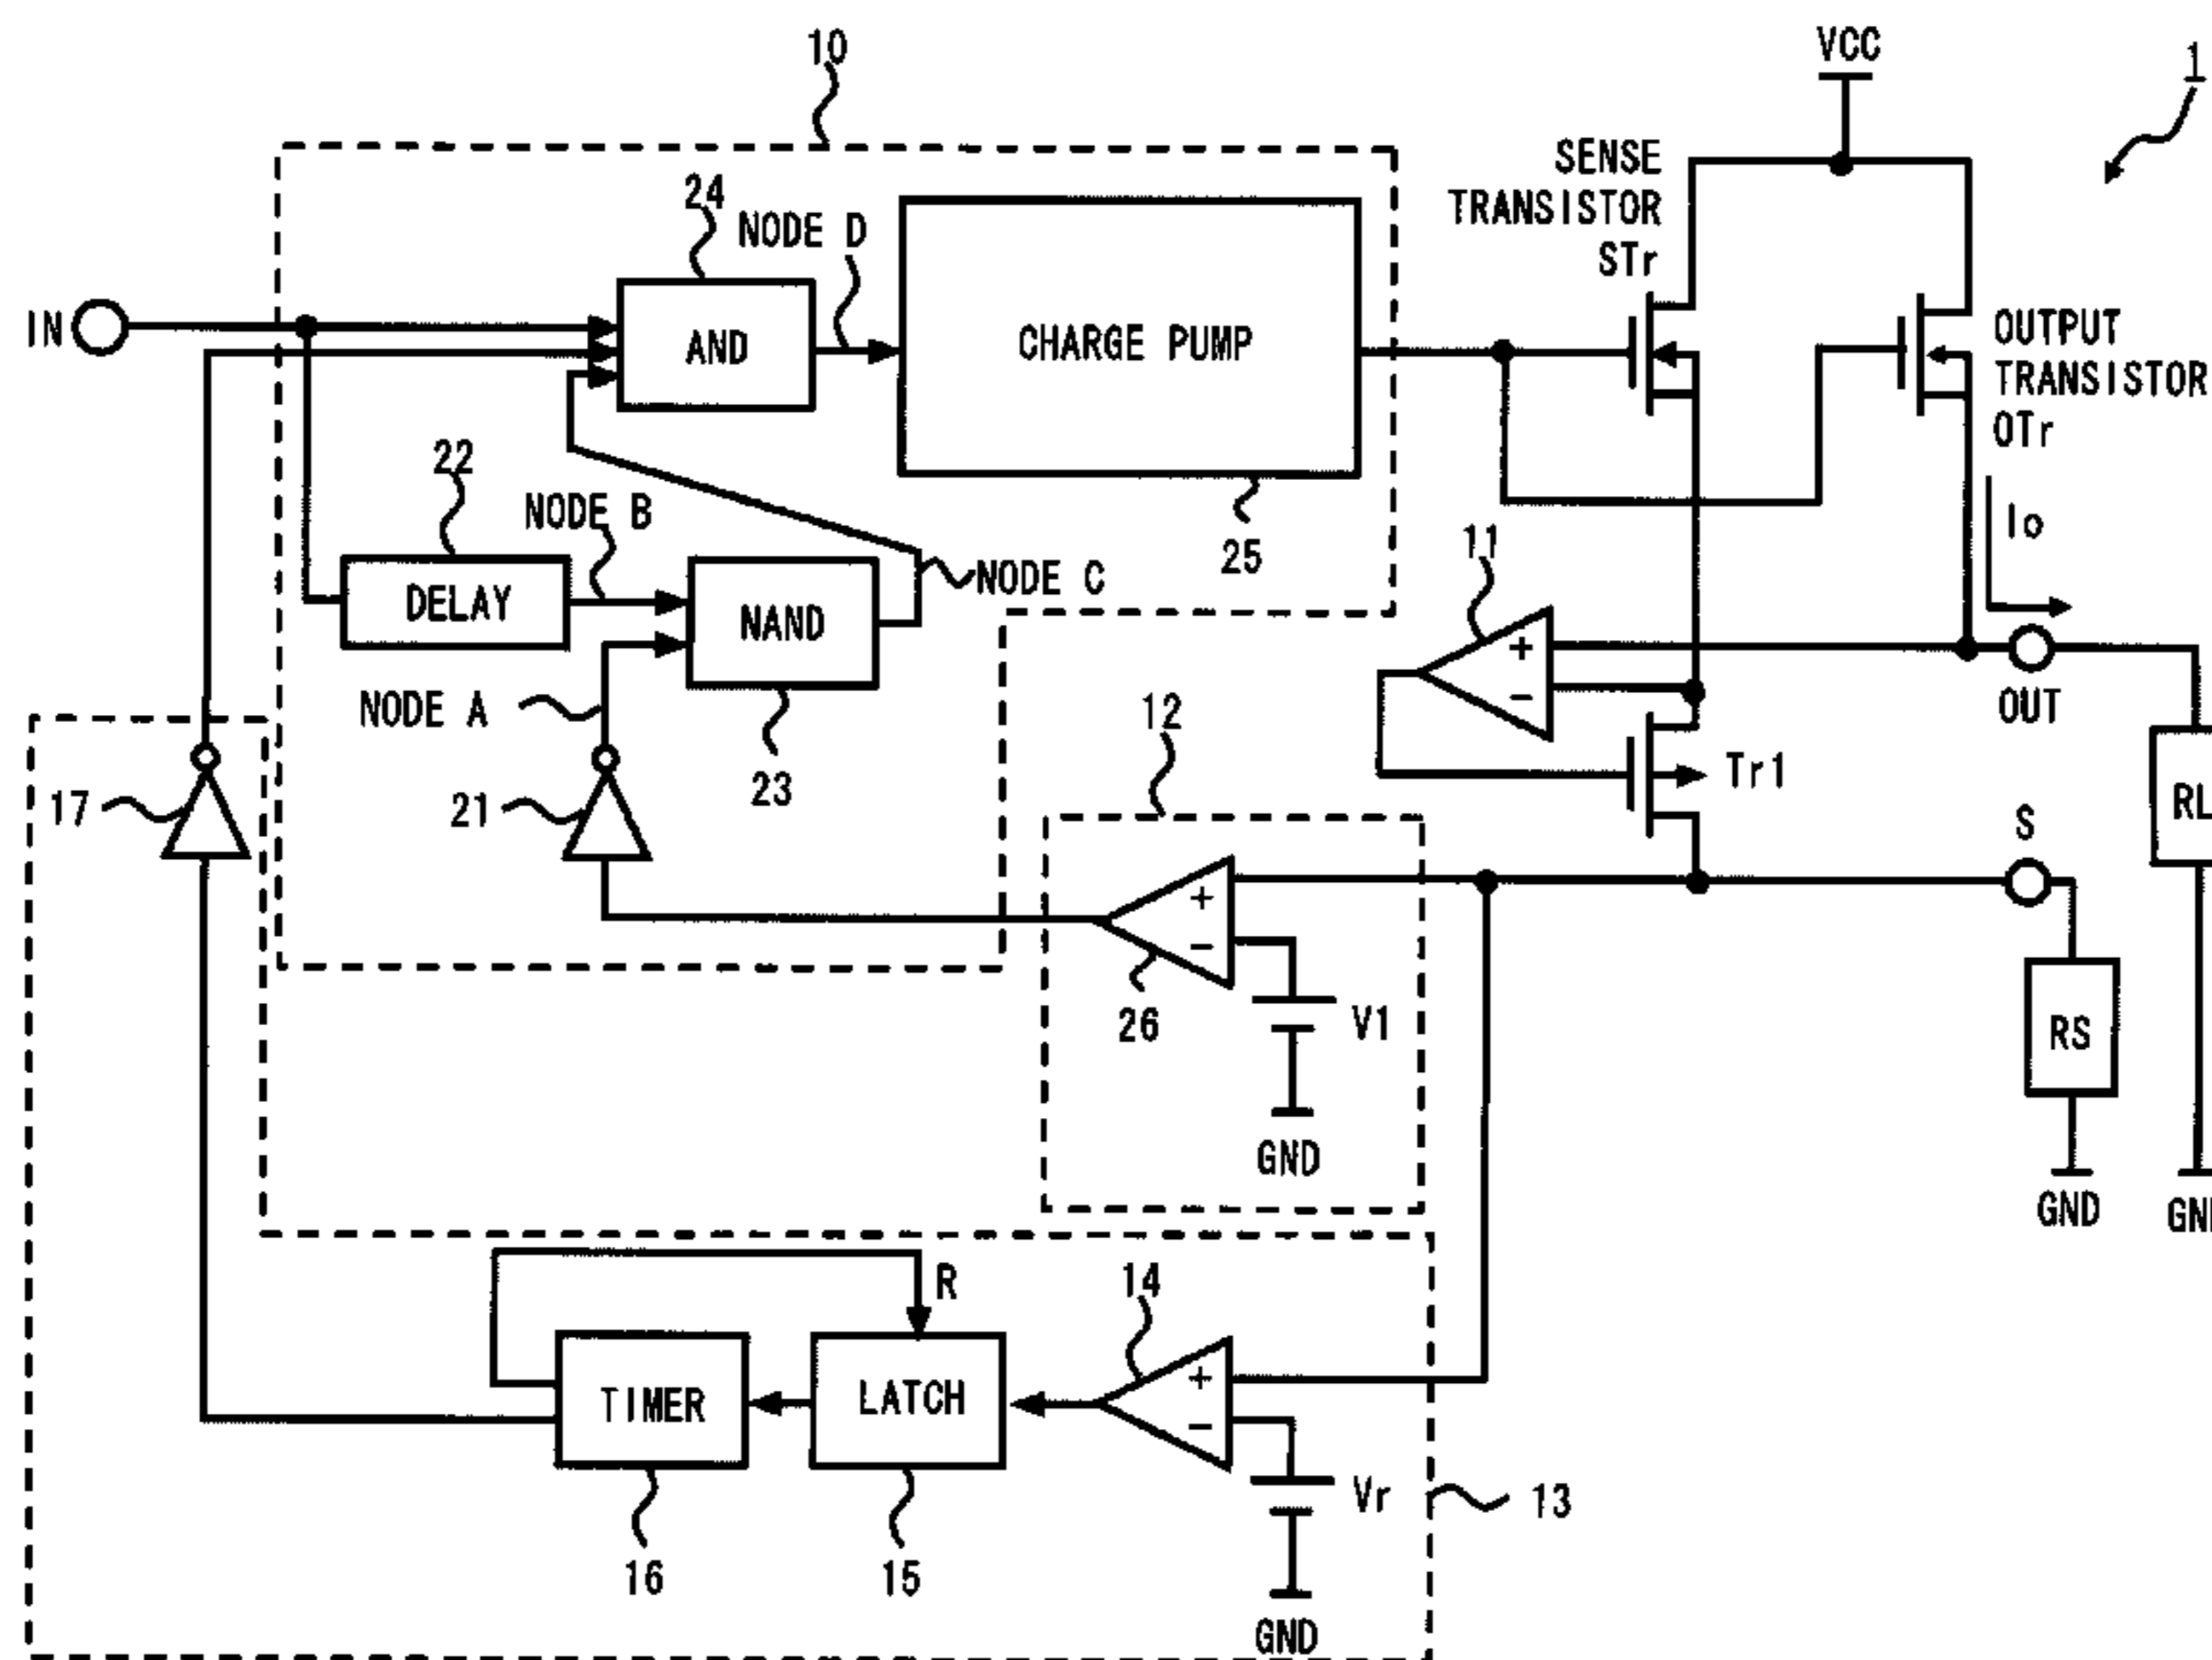 10
VCC
1
SENSE
TRANSISTOR
STr
24
NODE D
IN
AND
CHARGE PUMP
OUTPUT
TRANSISTOR
OTr
22
NODE B
25
11
Io
DELAY
NAND
NODE C
+
-
OUT
NODE A
12
23
17
21
Tr1
RL
S
+
-
26
V1
RS
GND
GND
GN
R
14
TIMER
LATCH
+
-
Vr
13
16
15
GND